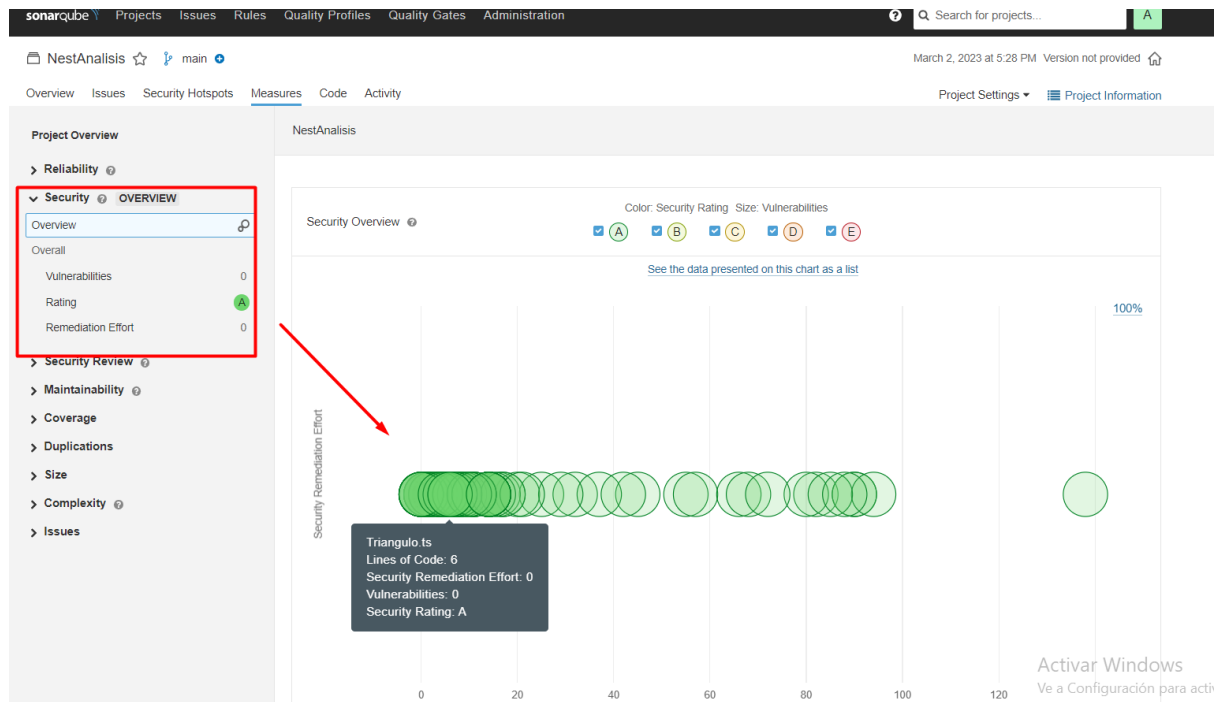 sonarqube Projects Issues Rules Quality Profiles Quality Gates Administration ? Search for projects... A
NestAnalisis main March 2, 2023 at 5:28 PM Version not provided
Overview Issues Security Hotspots Measures Code Activity Project Settings Project Information
Project Overview
NestAnalisis
Reliability ?
Security ? OVERVIEW
Overview
Overall
Vulnerabilities 0
Rating A
Remediation Effort 0
Security Review ?
Maintainability ?
Coverage
Duplications
Size
Complexity ?
Issues
Security Overview ?
Color: Security Rating Size: Vulnerabilities
A B C D E
See the data presented on this chart as a list
100%
Security Remediation Effort
Triangulo.ts
Lines of Code: 6
Security Remediation Effort: 0
Vulnerabilities: 0
Security Rating: A
0 20 40 60 80 100 120
Activar Windows
Ve a Configuración para activ